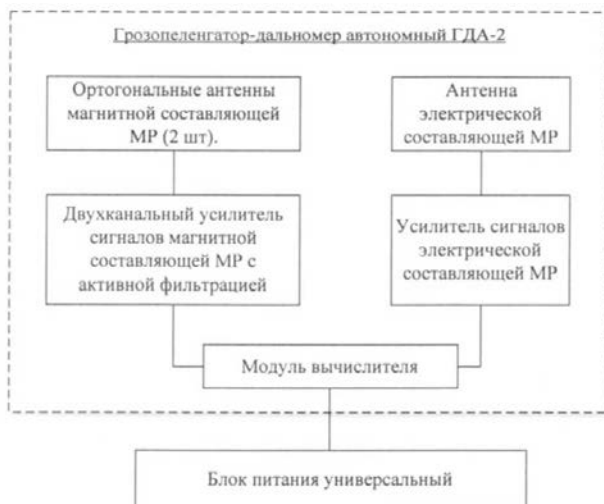 Грозопеленгатор-дальномер автономный ГДА-2
Ортогональные антенны
магнитной составляющей
МР (2 шт).
Антенна
электрической
составляющей МР
Двухканальный усилитель
сигналов магнитной
составляющей МР с
активной фильтрацией
Усилитель сигналов
электрической
составляющей МР
Модуль вычислителя
Блок питания универсальный